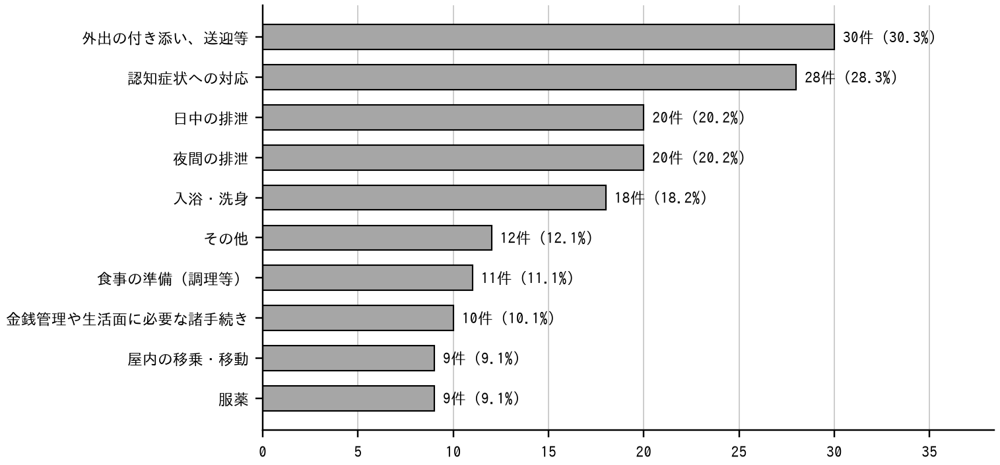 外出の付き添い、送迎等 30件 (30.3%)
認知症状への対応 28件 (28.3%)
日中の排泄 20件 (20.2%)
夜間の排泄 20件 (20.2%)
入浴・洗身 18件 (18.2%)
その他 12件 (12.1%)
食事の準備（調理等） 11件 (11.1%)
金銭管理や生活面に必要な諸手続き 10件 (10.1%)
屋内の移乗・移動 9件 (9.1%)
服薬 9件 (9.1%)
0 5 10 15 20 25 30 35